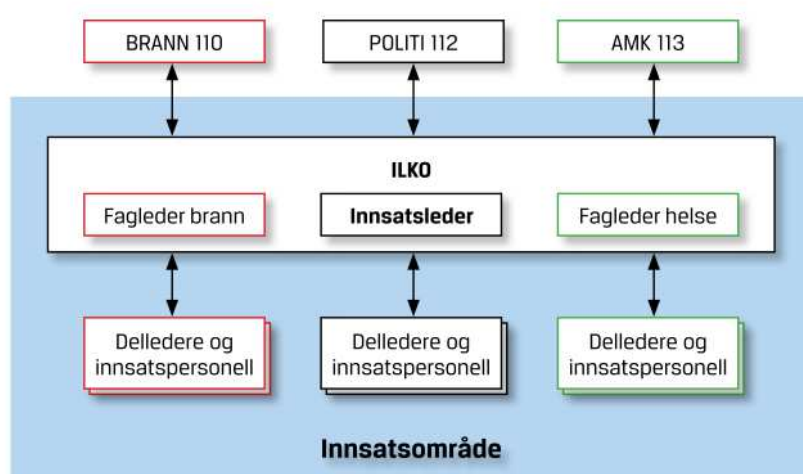 BRANN 110
POLITI 112
AMK 113
ILKO
Fagleder brann
Innsatsleder
Fagleder helse
Delledere og
innsatspersonell
Delledere og
innsatspersonell
Delledere og
innsatspersonell
Innsatsområde